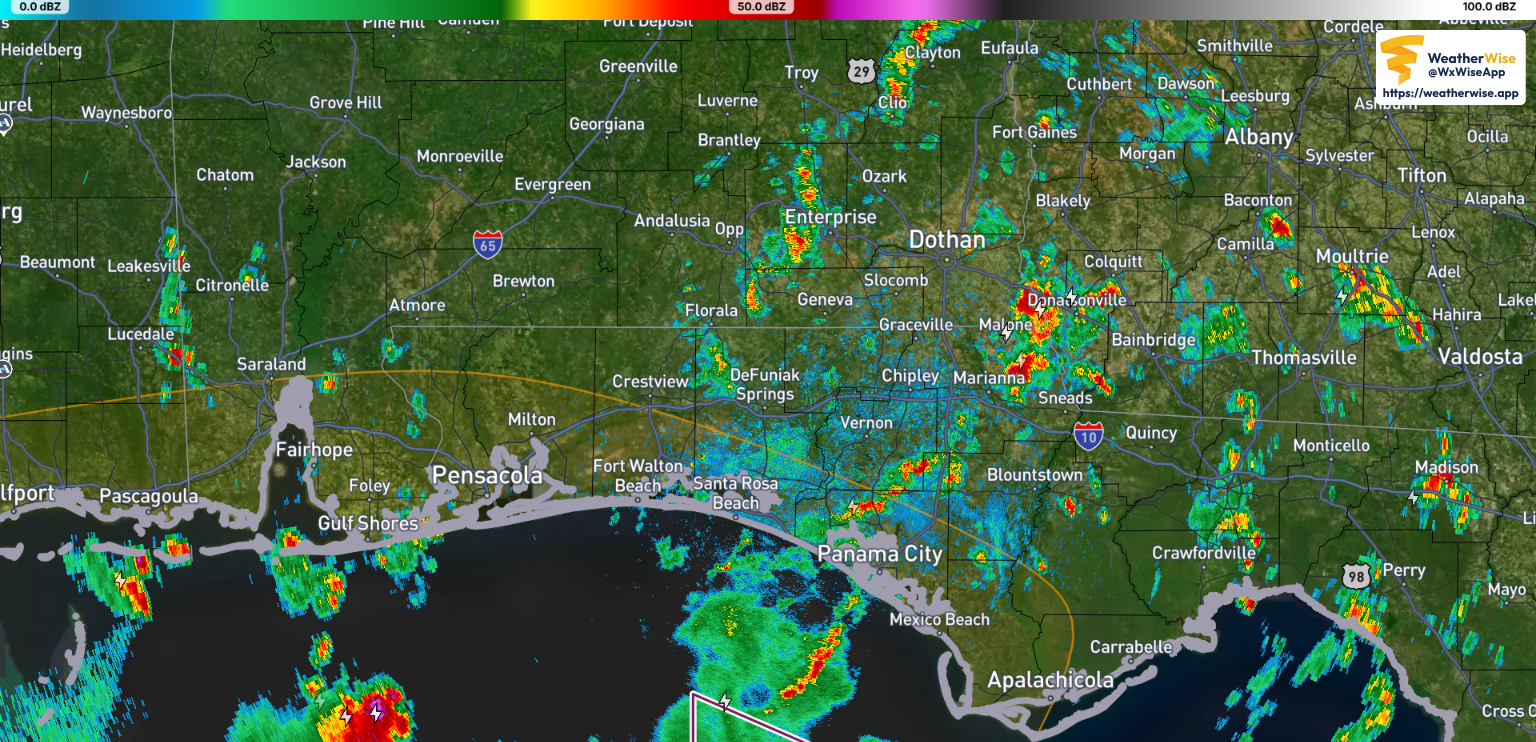 0.0 dBZ
50.0 dBZ
100.0 dBZ
Pine Hill
Camden
Fort Deposit
Clayton
Eufaula
Smithville
Cordele
Abbeville
WeatherWise
@WxWiseApp
https://weatherwise.app
Heidelberg
Greenville
Troy
29
Cuthbert
Dawson
Leesburg
Ashburn
urel
Waynesboro
Grove Hill
Luverne
Clio
Georgiana
Brantley
Fort Gaines
Albany
Ocilla
Jackson
Monroeville
Morgan
Sylvester
Chatom
Evergreen
Ozark
Tifton
rg
Andalusia
Opp
Enterprise
Blakely
Baconton
Alapaha
65
Dothan
Camilla
Lenox
Beaumont
Leakesville
Citronelle
Brewton
Slocomb
Colquitt
Moultrie
Adel
Atmore
Florala
Geneva
Donalsonville
Lakel
Lucedale
Graceville
Malone
Bainbridge
Hahira
gins
Saraland
Crestview
DeFuniak
Springs
Chipley
Marianna
Thomasville
Valdosta
Milton
Vernon
Sneads
10
Quincy
Monticello
Fairhope
Pensacola
Fort Walton
Beach
Santa Rosa
Beach
Blountstown
Madison
lfport
Pascagoula
Foley
Gulf Shores
Li
Panama City
Crawfordville
98
Perry
Mayo
Mexico Beach
Carrabelle
Apalachicola
Cross C